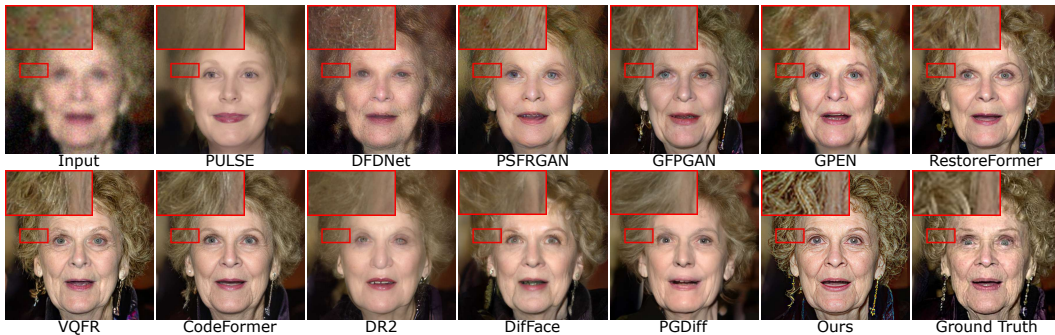 Input PULSE DFDNet PSFRGAN GFPGAN GPEN RestoreFormer
VQFR CodeFormer DR2 DifFace PGDiff Ours Ground Truth